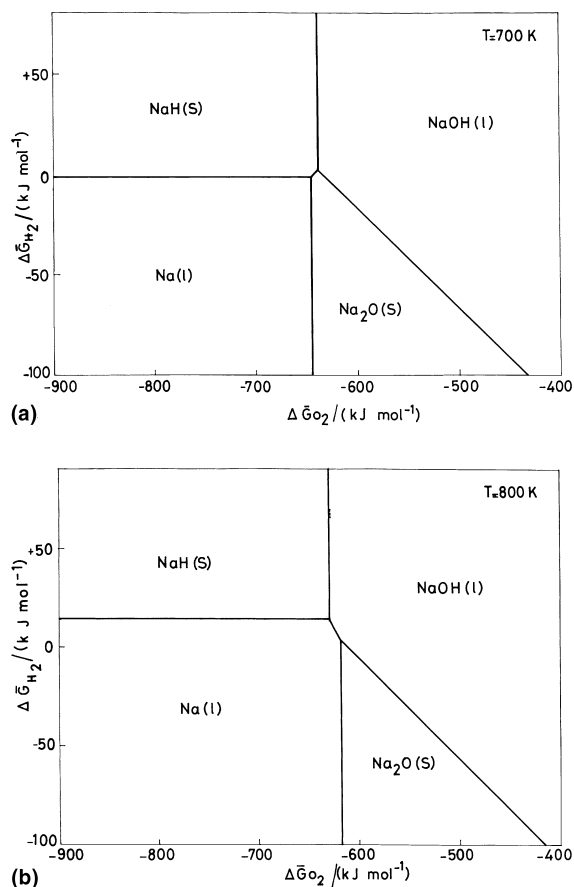 T=700 K
+50
0
-50
-100
NaH(S)
NaOH(l)
Na(l)
Na₂O(S)
ΔḠH₂/(kJ mol⁻¹)
-900 -800 -700 -600 -500 -400
ΔḠO₂/(kJ mol⁻¹)
(a)
T=800 K
+50
0
-50
-100
NaH(S)
NaOH(l)
Na(l)
Na₂O(S)
ΔḠH₂/(kJ mol⁻¹)
-900 -800 -700 -600 -500 -400
ΔḠO₂/(kJ mol⁻¹)
(b)